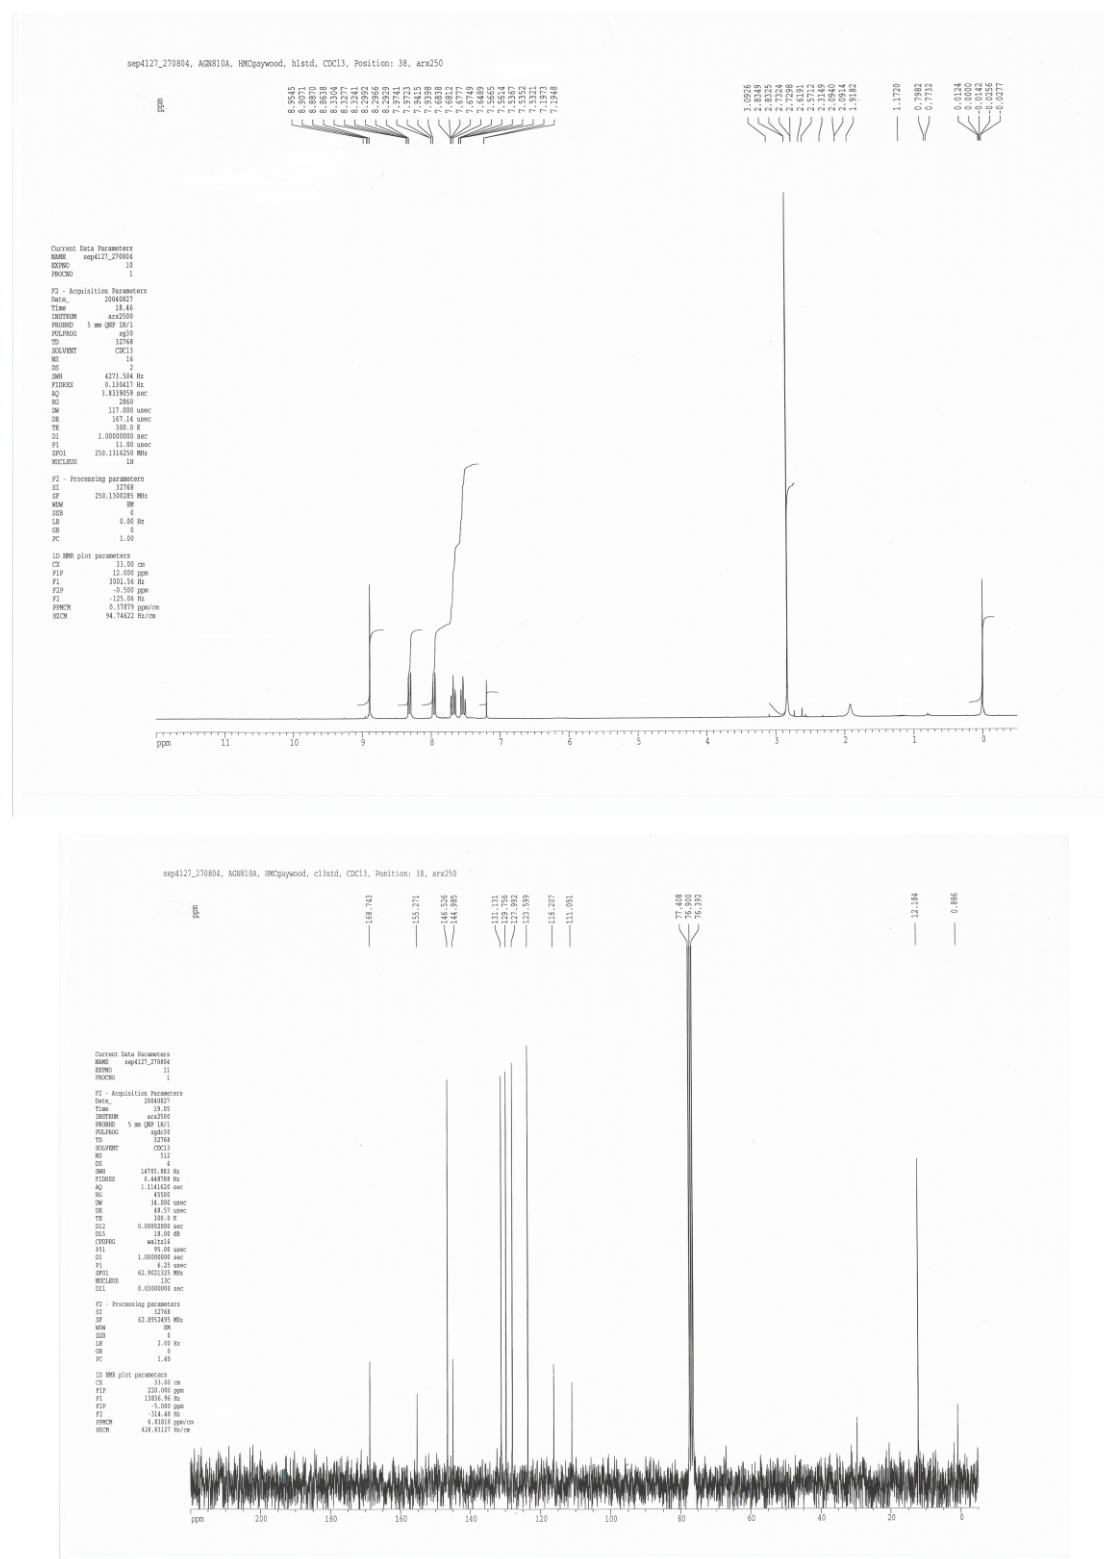 sep4127_270804, AGN810A, HMCgaywood, h1std, CDCl3, Position: 38, arx250
ppm
8.9545
8.9071
8.8870
8.8638
8.3304
8.3277
8.3241
8.2992
8.2966
8.2929
7.9741
7.9723
7.9415
7.9398
7.6838
7.6812
7.6777
7.6749
7.6489
7.5665
7.5614
7.5367
7.5352
7.5321
7.1973
7.1948
3.0926
2.8349
2.8325
2.7324
2.7298
2.6191
2.5712
2.3149
2.0940
2.0914
1.9182
1.1720
0.7982
0.7732
0.0124
0.0000
-0.0142
-0.0256
-0.0277
Current Data Parameters
NAME sep4127_270804
EXPNO 10
PROCNO 1
F2 - Acquisition Parameters
Date_ 20040827
Time 18.46
INSTRUM arx2500
PROBHD 5 mm QNP 1H/1
PULPROG zg30
TD 32768
SOLVENT CDCl3
NS 16
DS 2
SWH 4273.504 Hz
FIDRES 0.130417 Hz
AQ 3.8339059 sec
RG 2860
DW 117.000 usec
DE 167.14 usec
TE 300.0 K
D1 1.00000000 sec
P1 11.00 usec
SFO1 250.1316250 MHz
NUCLEUS 1H
F2 - Processing parameters
SI 32768
SF 250.1300285 MHz
WDW EM
SSB 0
LB 0.00 Hz
GB 0
PC 1.00
1D NMR plot parameters
CX 33.00 cm
F1P 12.000 ppm
F1 3001.56 Hz
F2P -0.500 ppm
F2 -125.06 Hz
PPMCM 0.37879 ppm/cm
HZCM 94.74622 Hz/cm
ppm 11 10 9 8 7 6 5 4 3 2 1 0
sep4127_270804, AGN810A, HMCgaywood, c13std, CDCl3, Position: 38, arx250
ppm
168.743
155.271
146.526
144.985
131.131
129.756
127.992
123.599
116.207
111.051
77.408
76.900
76.392
12.184
0.886
Current Data Parameters
NAME sep4127_270804
EXPNO 11
PROCNO 1
F2 - Acquisition Parameters
Date_ 20040827
Time 19.05
INSTRUM arx2500
PROBHD 5 mm QNP 1H/1
PULPROG zgdc30
TD 32768
SOLVENT CDCl3
NS 512
DS 4
SWH 14705.883 Hz
FIDRES 0.448788 Hz
AQ 1.1141620 sec
RG 45500
DW 34.000 usec
DE 48.57 usec
TE 300.0 K
D12 0.00002000 sec
DL5 18.00 dB
CPDPRG waltz16
P31 95.00 usec
D1 1.00000000 sec
P1 6.25 usec
SFO1 62.9021325 MHz
NUCLEUS 13C
D11 0.03000000 sec
F2 - Processing parameters
SI 32768
SF 62.8952495 MHz
WDW EM
SSB 0
LB 2.00 Hz
GB 0
PC 1.40
1D NMR plot parameters
CX 33.00 cm
F1P 220.000 ppm
F1 13836.96 Hz
F2P -5.000 ppm
F2 -314.48 Hz
PPMCM 6.81818 ppm/cm
HZCM 428.83127 Hz/cm
ppm 200 180 160 140 120 100 80 60 40 20 0